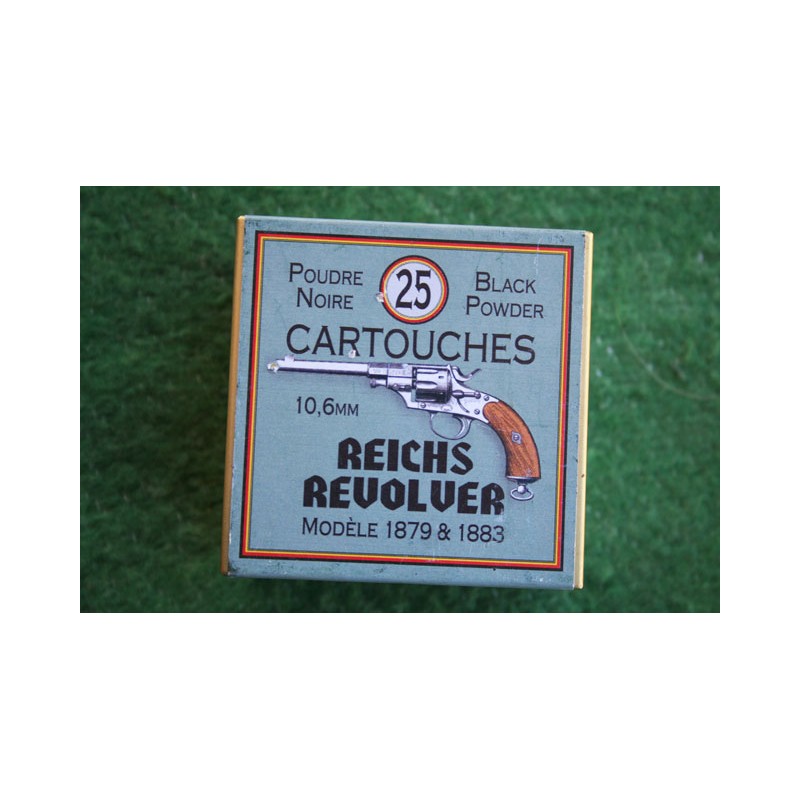 POUDRE NOIRE
25
BLACK POWDER
CARTOUCHES
10,6MM
REICHS
REVOLVER
MODÈLE 1879 & 1883